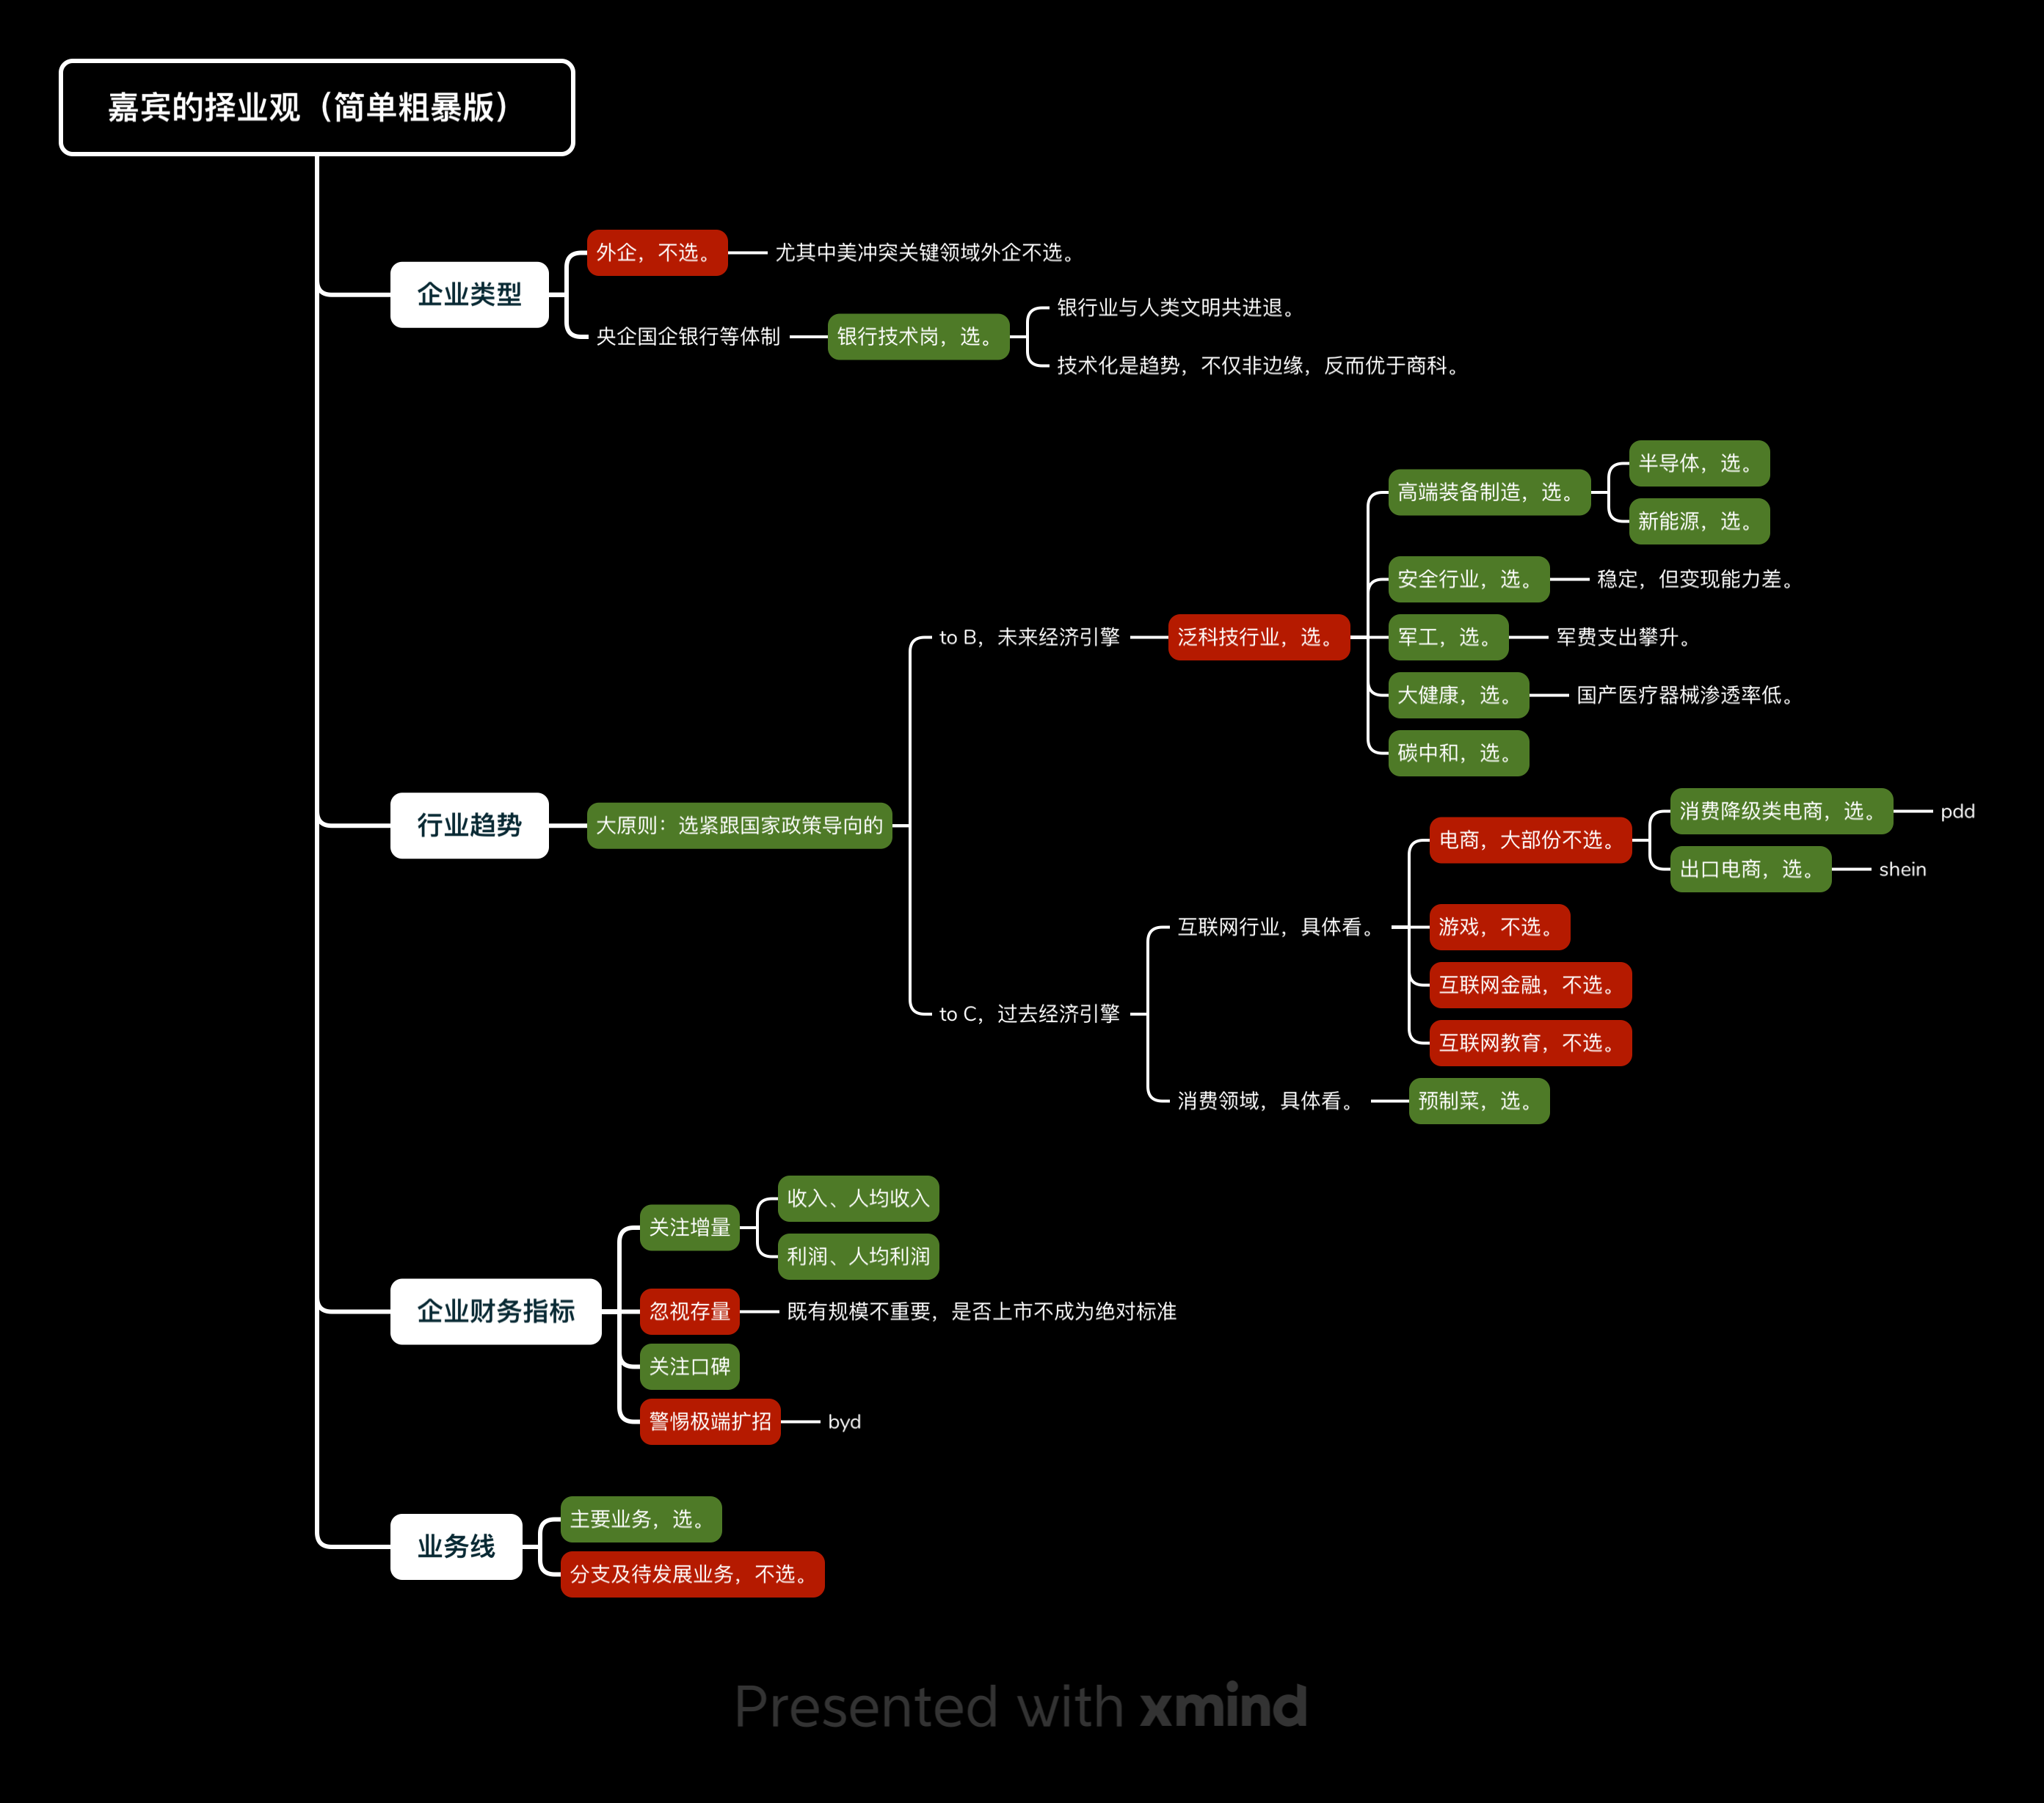 嘉宾的择业观（简单粗暴版）
企业类型
外企，不选。
尤其中美冲突关键领域外企不选。
央企国企银行等体制
银行技术岗，选。
银行业与人类文明共进退。
技术化是趋势，不仅非边缘，反而优于商科。
行业趋势
大原则：选紧跟国家政策导向的
to B，未来经济引擎
泛科技行业，选。
高端装备制造，选。
半导体，选。
新能源，选。
安全行业，选。
稳定，但变现能力差。
军工，选。
军费支出攀升。
大健康，选。
国产医疗器械渗透率低。
碳中和，选。
to C，过去经济引擎
互联网行业，具体看。
电商，大部份不选。
消费降级类电商，选。
pdd
出口电商，选。
shein
游戏，不选。
互联网金融，不选。
互联网教育，不选。
消费领域，具体看。
预制菜，选。
企业财务指标
关注增量
收入、人均收入
利润、人均利润
忽视存量
既有规模不重要，是否上市不成为绝对标准
关注口碑
警惕极端扩招
byd
业务线
主要业务，选。
分支及待发展业务，不选。
Presented with xmind